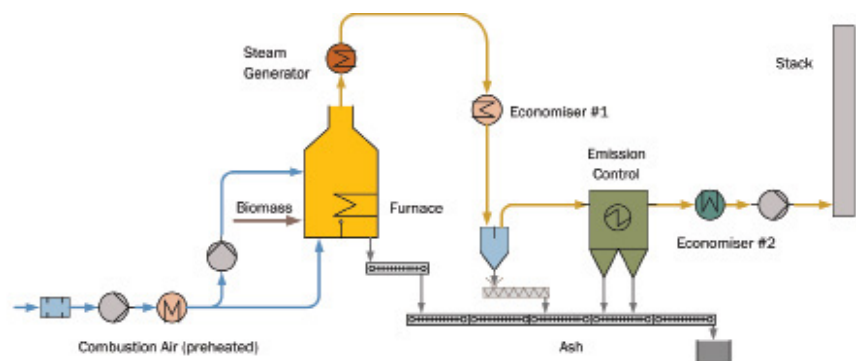 Steam
Generator
Stack
Economiser #1
Emission
Control
Biomass
Furnace
Economiser #2
Combustion Air (preheated)
Ash